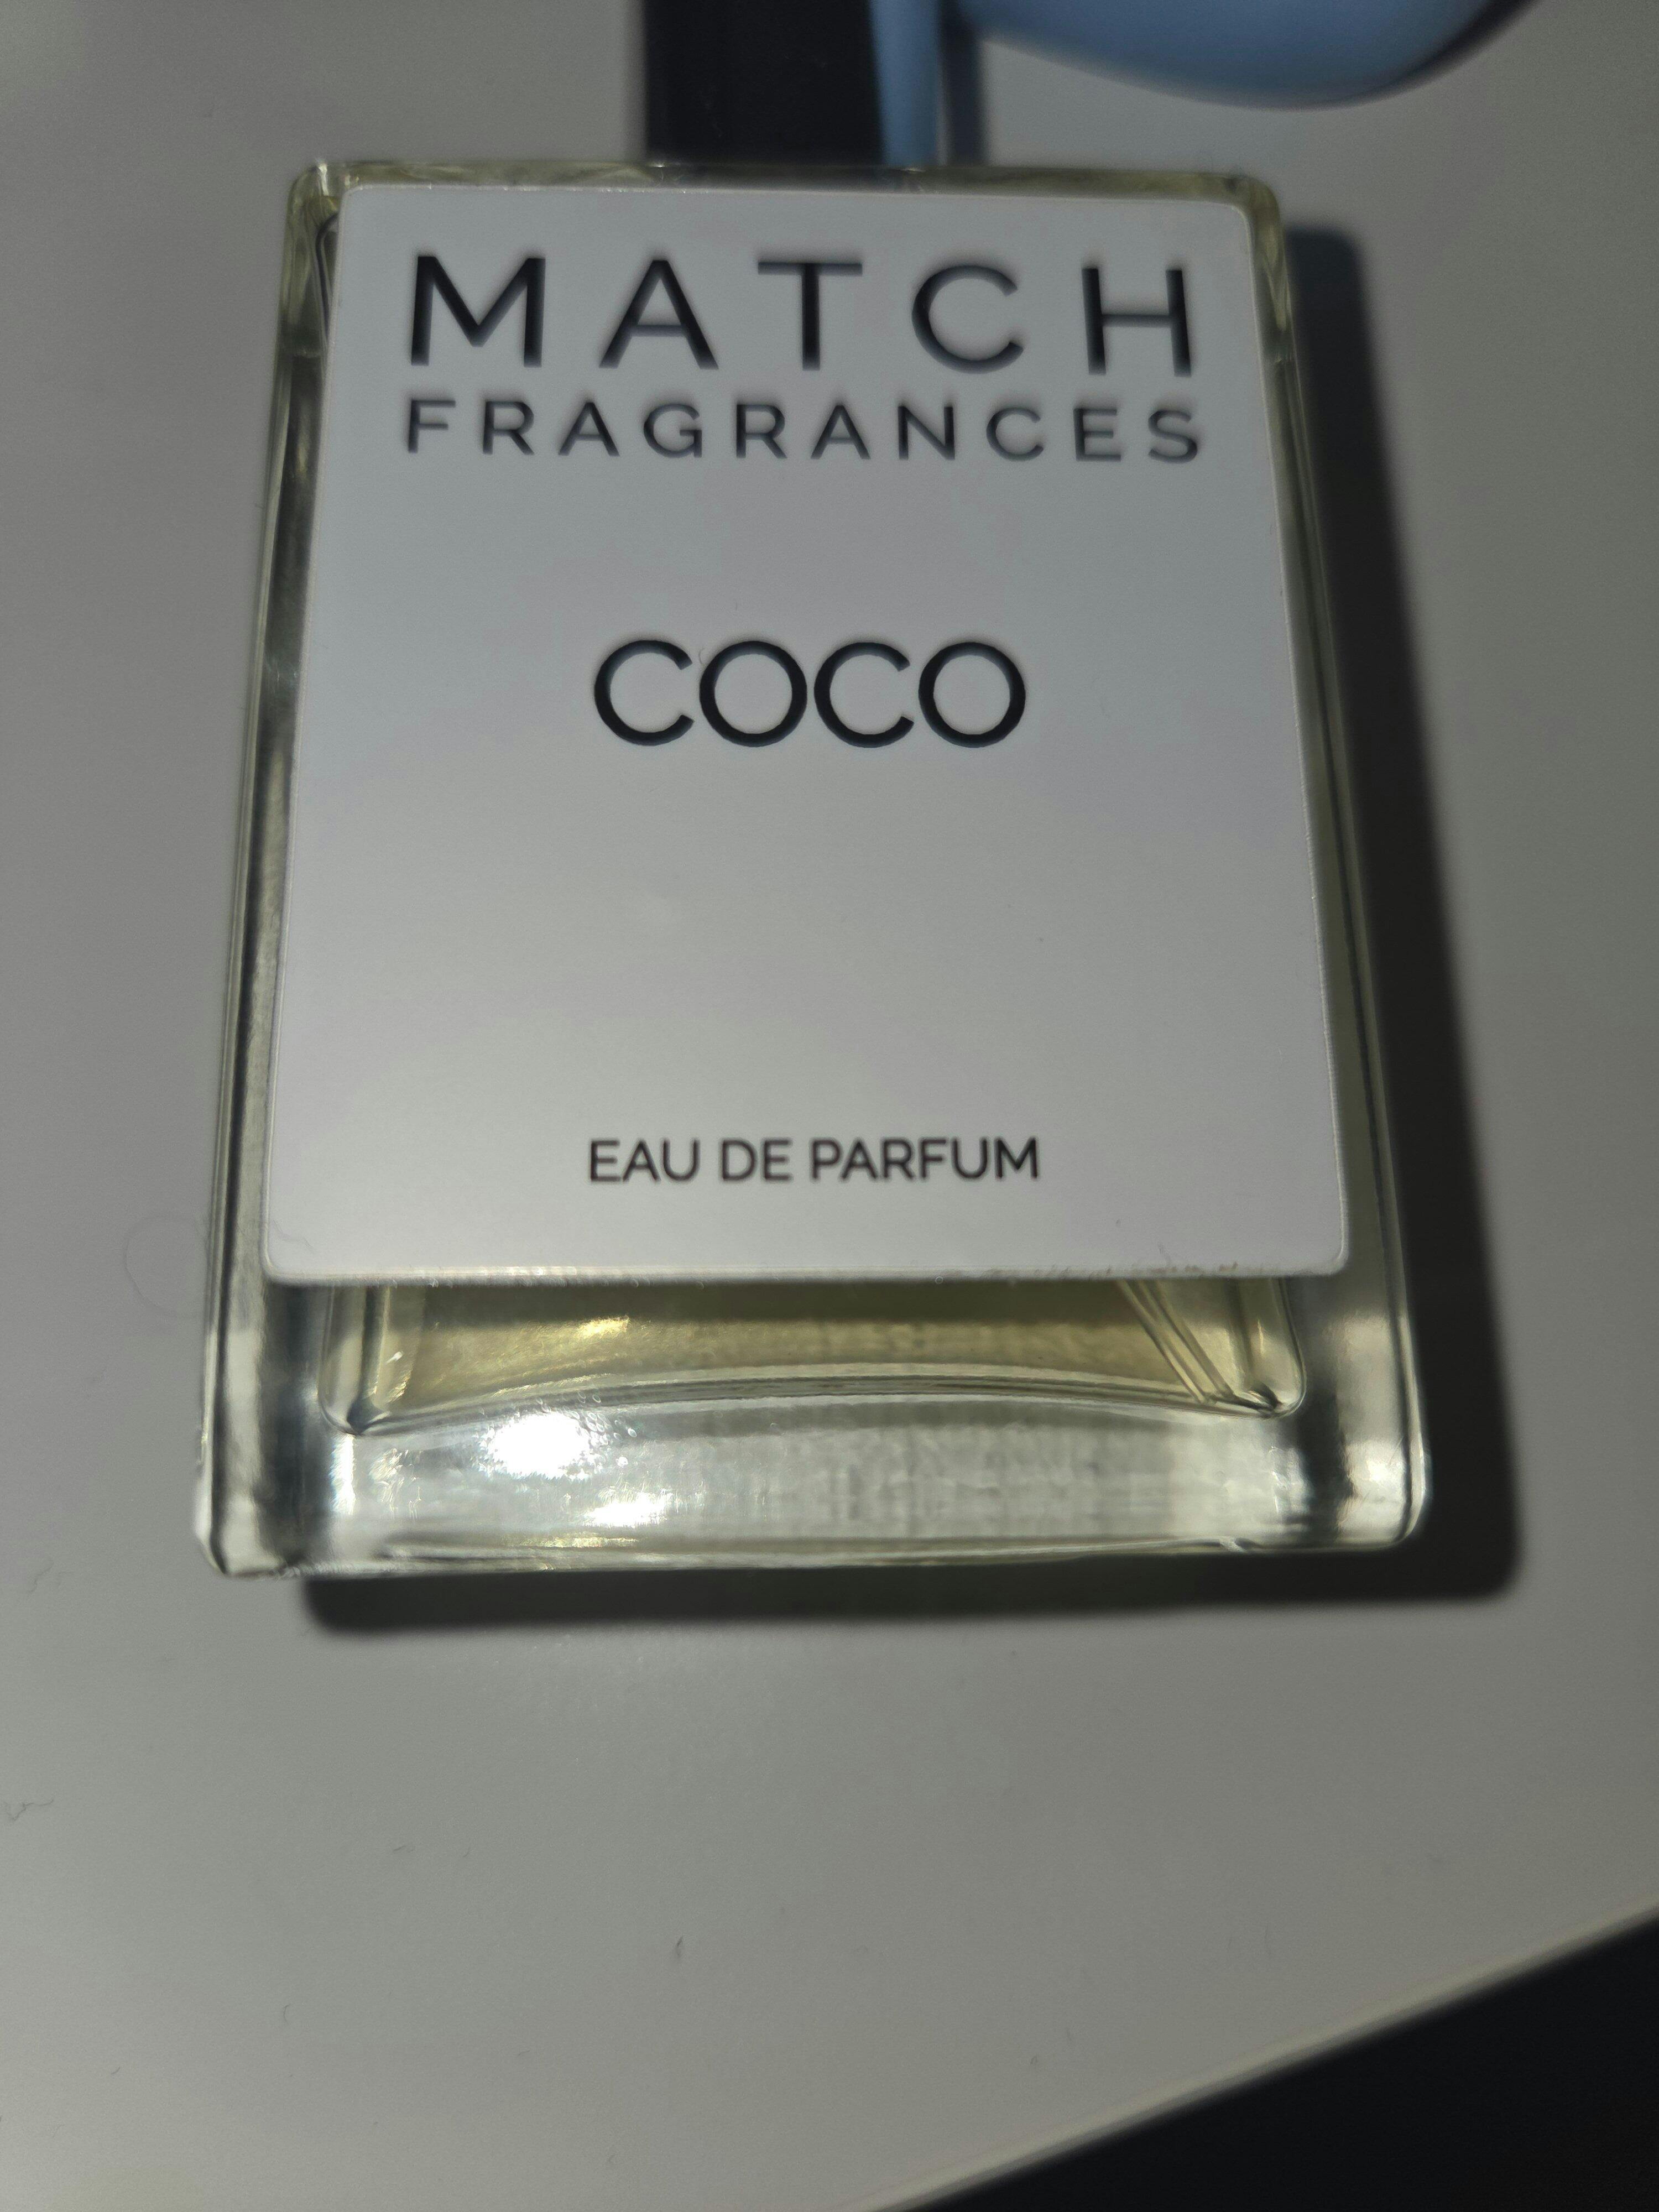 MATCH
FRAGRANCES
COCO
EAU DE PARFUM